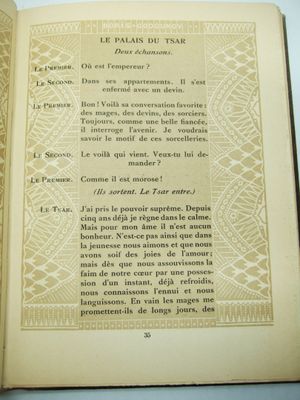 BORIS·GODOUNOV
LE PALAIS DU TSAR
Deux échansons.
LE PREMIER. Où est l'empereur ?
LE SECOND. Dans ses appartements. Il s'est
enfermé avec un devin.
LE PREMIER. Bon ! Voilà sa conversation favorite :
des mages, des devins, des sorciers.
Toujours, comme une belle fiancée,
il interroge l'avenir. Je voudrais
savoir le motif de ces sorcelleries.
LE SECOND. Le voilà qui vient. Veux-tu lui de-
mander ?
LE PREMIER. Comme il est morose !
(Ils sortent. Le Tsar entre.)
LE TSAR. J'ai pris le pouvoir suprême. Depuis
cinq ans déjà je règne dans le calme.
Mais pour mon âme il n'est aucun
bonheur. N'est-ce pas ainsi que dans
la jeunesse nous aimons et que nous
avons soif des joies de l'amour ;
mais dès que nous assouvissons la
faim de notre cœur par une posses-
sion d'un instant, déjà refroidis,
nous connaissons l'ennui et nous
languissons. En vain les mages me
promettent-ils de longs jours, des
35